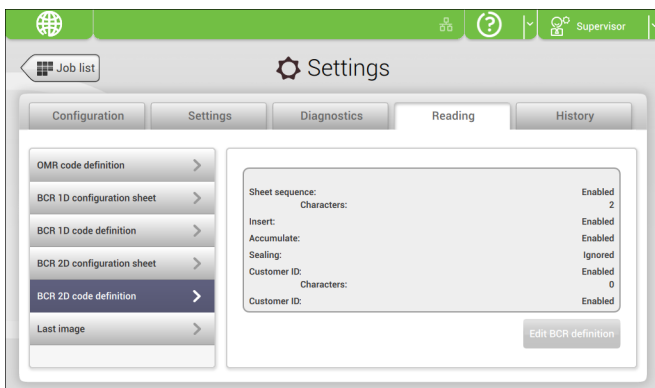 Supervisor
Job list
Settings
Configuration
Settings
Diagnostics
Reading
History
OMR code definition
BCR 1D configuration sheet
BCR 1D code definition
BCR 2D configuration sheet
BCR 2D code definition
Last image
Sheet sequence: Enabled
Characters: 2
Insert: Enabled
Accumulate: Enabled
Sealing: Ignored
Customer ID: Enabled
Characters: 0
Customer ID: Enabled
Edit BCR definition